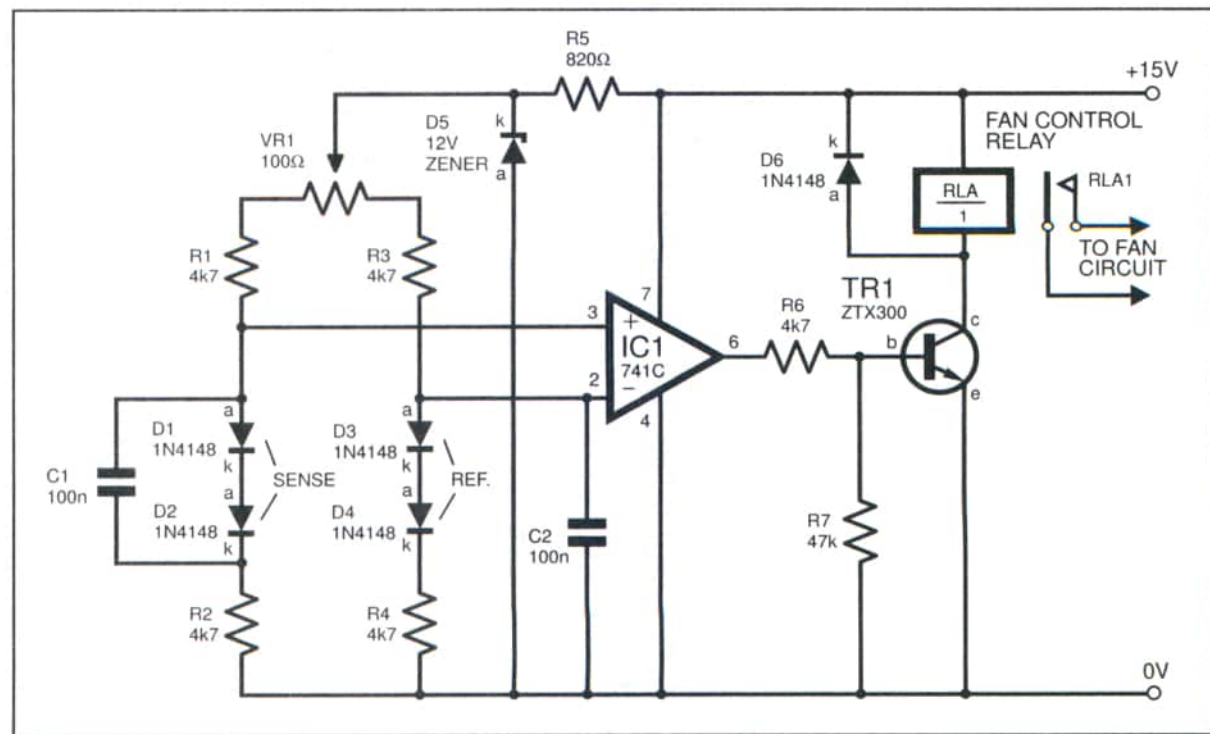 R5
820Ω
+15V
D5
12V
ZENER
k
a
VR1
100Ω
D6
1N4148
k
a
FAN CONTROL
RELAY
RLA
1
RLA1
TO FAN
CIRCUIT
R1
4k7
R3
4k7
TR1
ZTX300
3
+
7
IC1
741C
2
−
4
6
R6
4k7
b
c
e
C1
100n
a
D1
1N4148
k
a
D2
1N4148
k
SENSE
a
D3
1N4148
k
a
D4
1N4148
k
REF.
C2
100n
R7
47k
R2
4k7
R4
4k7
0V